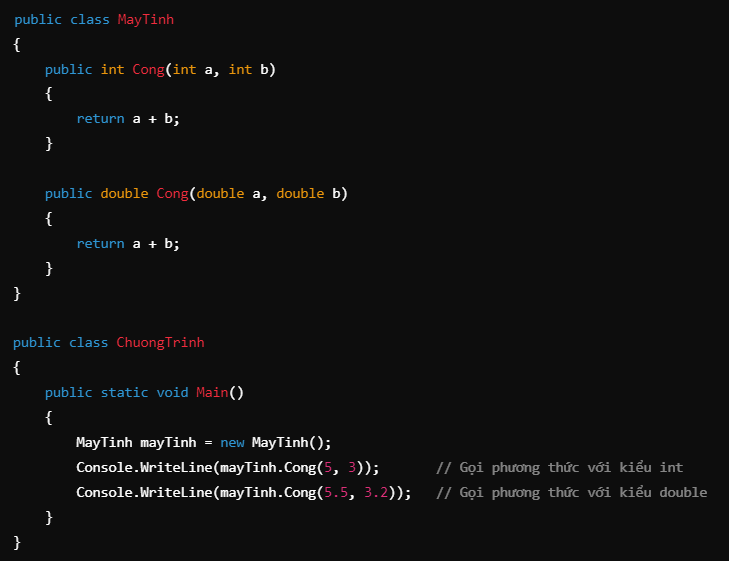 public class MayTinh
{
    public int Cong(int a, int b)
    {
        return a + b;
    }

    public double Cong(double a, double b)
    {
        return a + b;
    }
}

public class ChuongTrinh
{
    public static void Main()
    {
        MayTinh mayTinh = new MayTinh();
        Console.WriteLine(mayTinh.Cong(5, 3));       // Gọi phương thức với kiểu int
        Console.WriteLine(mayTinh.Cong(5.5, 3.2));   // Gọi phương thức với kiểu double
    }
}